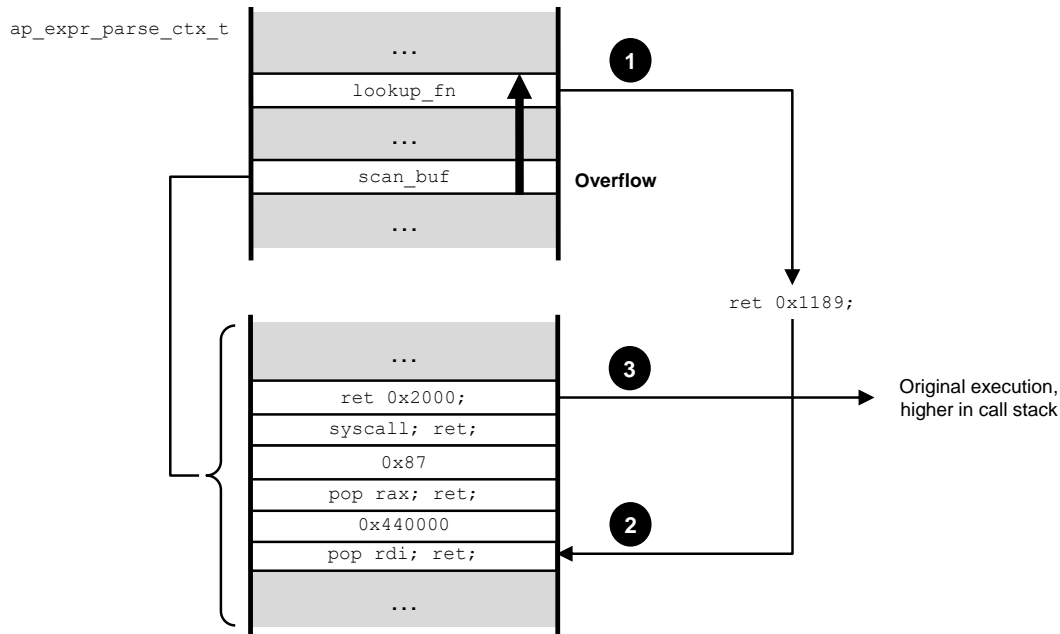 ap_expr_parse_ctx_t
...
1
lookup_fn
...
scan_buf
Overflow
...
ret 0x1189;
...
3
ret 0x2000;
Original execution,
higher in call stack
syscall; ret;
0x87
pop rax; ret;
0x440000
2
pop rdi; ret;
...